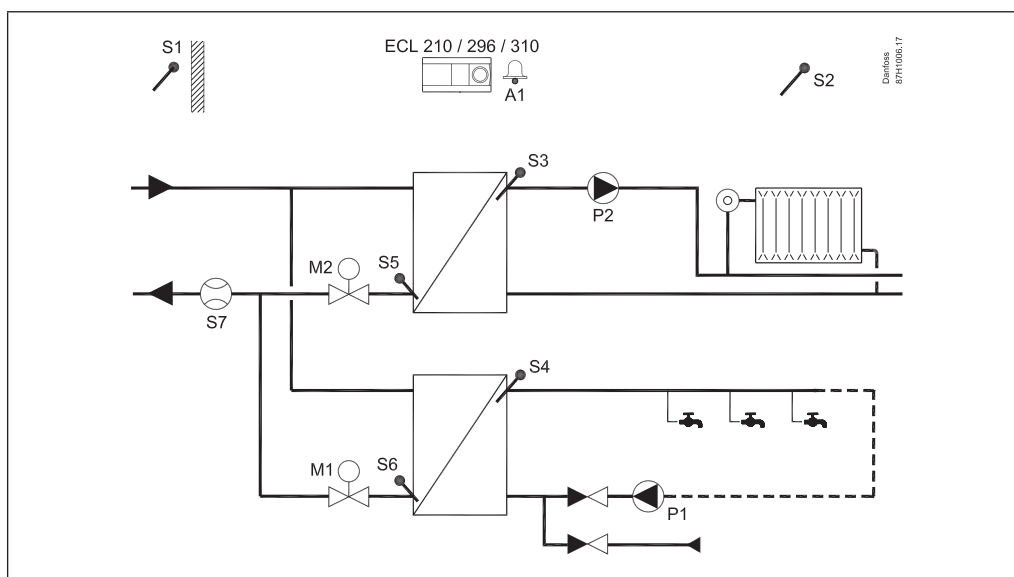 S1
ECL 210 / 296 / 310
A1
S2
Danfoss
87H1006.17
S3
P2
M2
S5
S7
S4
M1
S6
P1